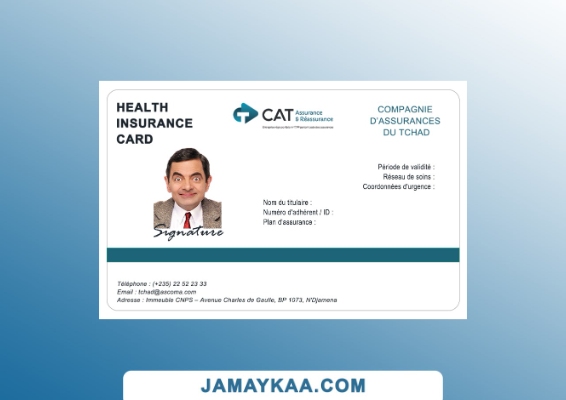 HEALTH
INSURANCE
CARD
CAT Assurance
& Réassurance
COMPAGNIE
D'ASSURANCES
DU TCHAD
Période de validité :
Réseau de soins :
Coordonnées d'urgence :
Nom du titulaire :
Numéro d'adhérent / ID :
Plan d'assurance :
Signature
Téléphone : (+235) 22 52 23 33
Email : tchad@ascoma.com
Adresse : Immeuble CNPS – Avenue Charles de Gaulle, BP 1073, N'Djamena
JAMAYKAA.COM